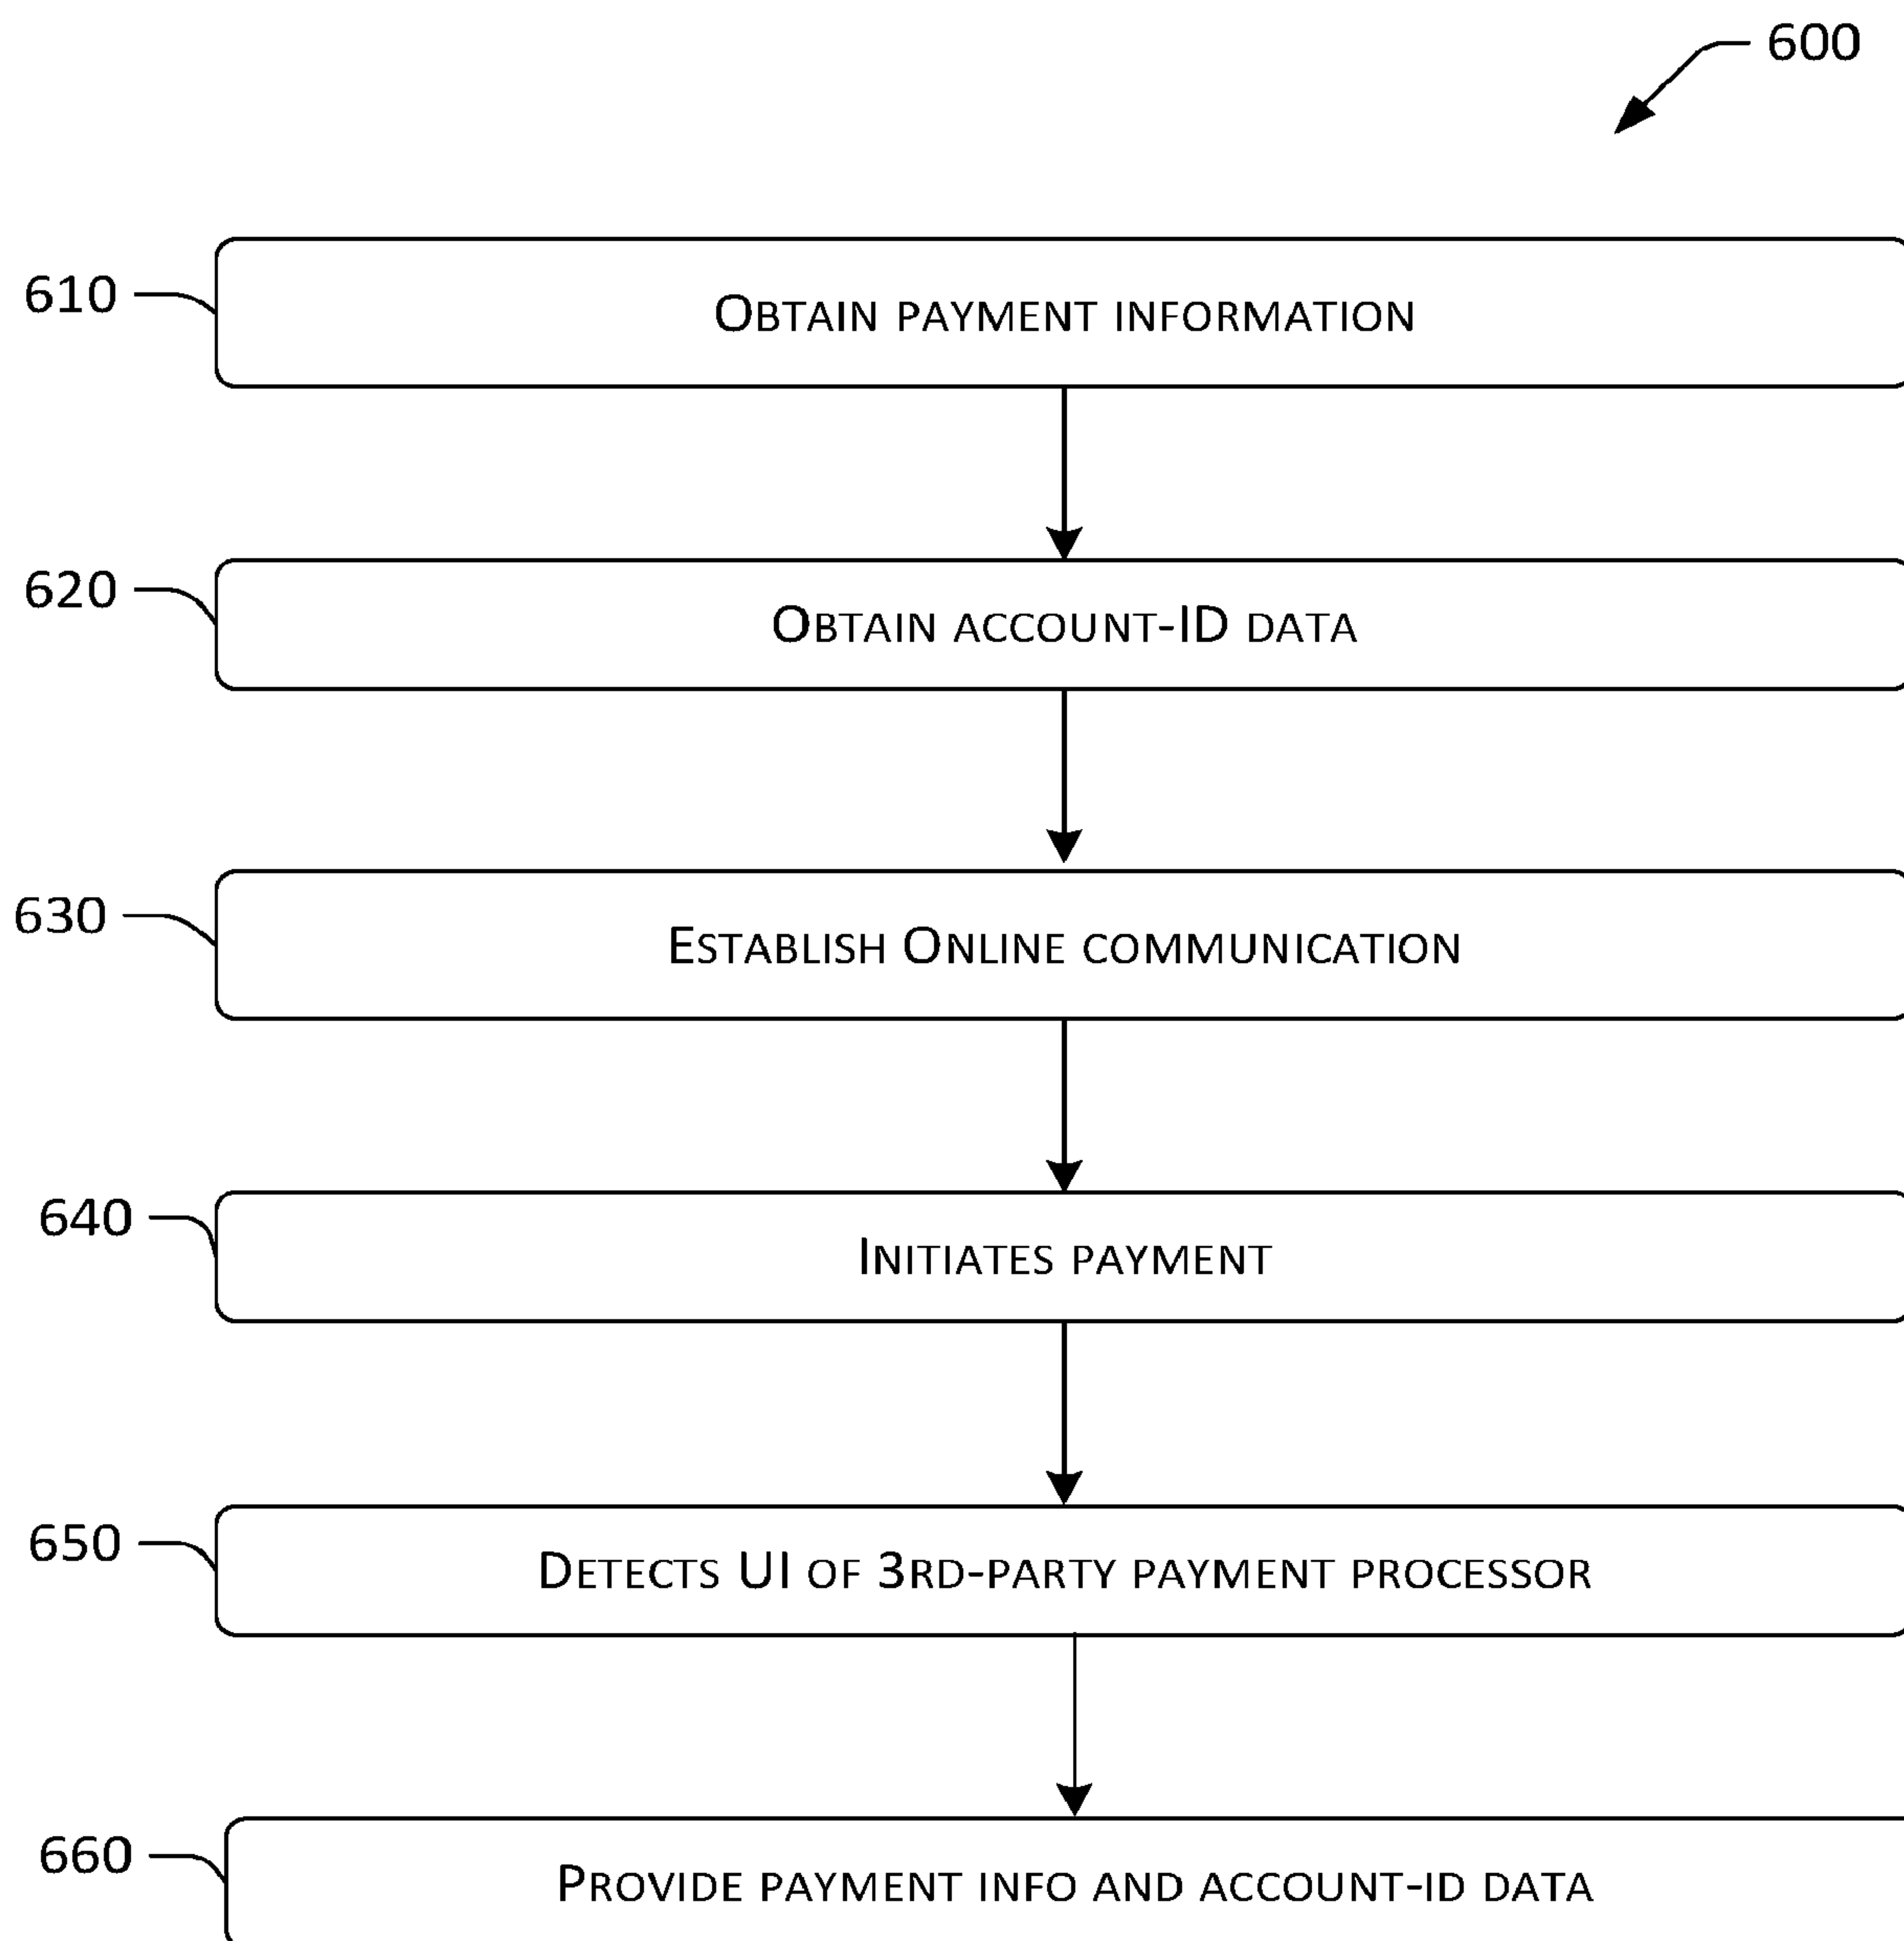 600
610
OBTAIN PAYMENT INFORMATION
620
OBTAIN ACCOUNT-ID DATA
630
ESTABLISH ONLINE COMMUNICATION
640
INITIATES PAYMENT
650
DETECTS UI OF 3RD-PARTY PAYMENT PROCESSOR
660
PROVIDE PAYMENT INFO AND ACCOUNT-ID DATA